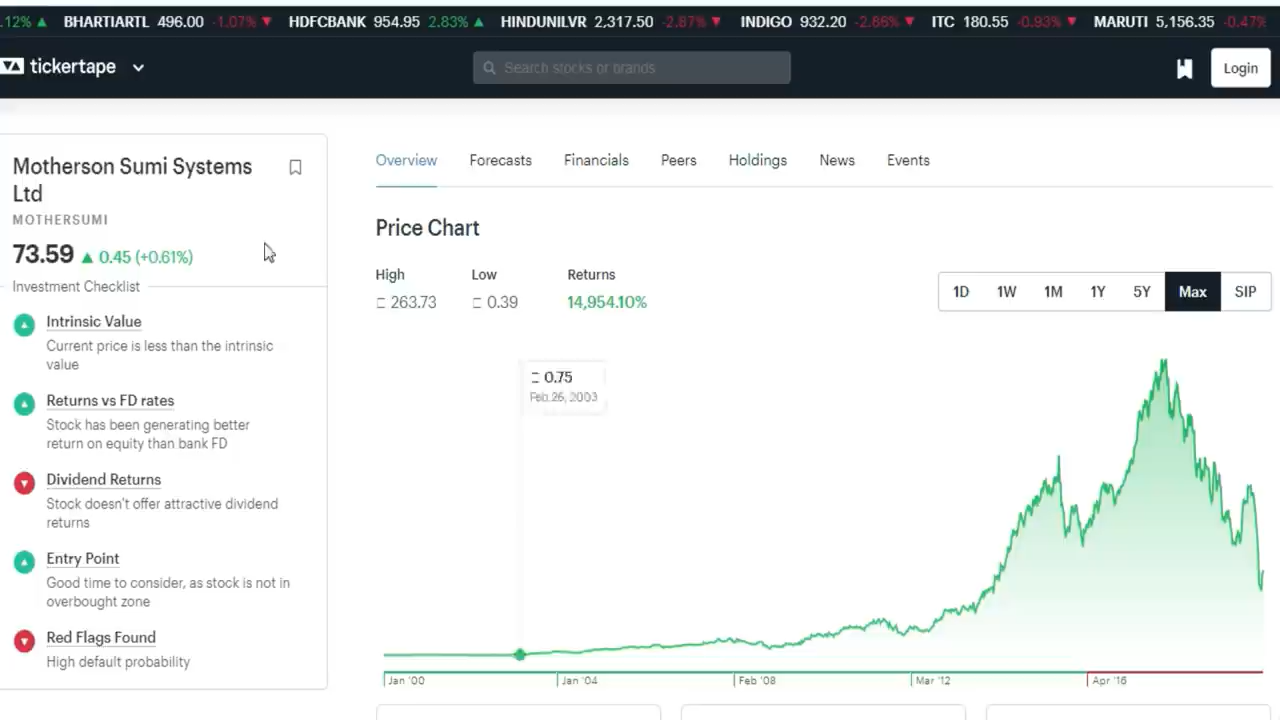 .12% ▲ BHARTIARTL 496.00 -1.07% ▼ HDFCBANK 954.95 2.83% ▲ HINDUNILVR 2,317.50 -2.87% ▼ INDIGO 932.20 -2.86% ▼ ITC 180.55 -0.93% ▼ MARUTI 5,156.35 -0.47%
tickertape
Search stocks or brands
Login
Motherson Sumi Systems
Ltd
MOTHERSUMI
73.59 ▲ 0.45 (+0.61%)
Investment Checklist
Intrinsic Value
Current price is less than the intrinsic
value
Returns vs FD rates
Stock has been generating better
return on equity than bank FD
Dividend Returns
Stock doesn't offer attractive dividend
returns
Entry Point
Good time to consider, as stock is not in
overbought zone
Red Flags Found
High default probability
Overview Forecasts Financials Peers Holdings News Events
Price Chart
High Low Returns
263.73 0.39 14,954.10%
1D 1W 1M 1Y 5Y Max SIP
0.75
Feb 26, 2003
Jan '00 Jan '04 Feb '08 Mar '12 Apr '16